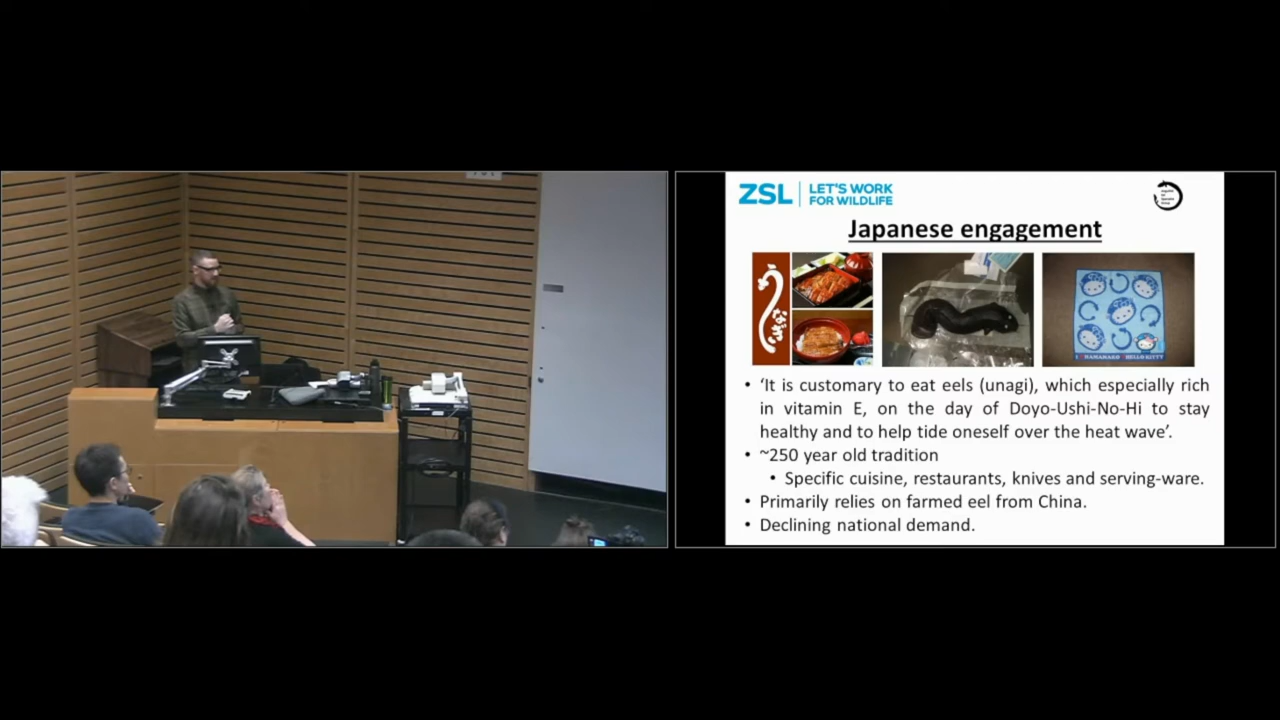 ZSL
LET'S WORK
FOR WILDLIFE
Japanese engagement
うなぎ
HAMANAKO HELLO KITTY
• ‘It is customary to eat eels (unagi), which especially rich
in vitamin E, on the day of Doyo-Ushi-No-Hi to stay
healthy and to help tide oneself over the heat wave’.
• ~250 year old tradition
• Specific cuisine, restaurants, knives and serving-ware.
• Primarily relies on farmed eel from China.
• Declining national demand.